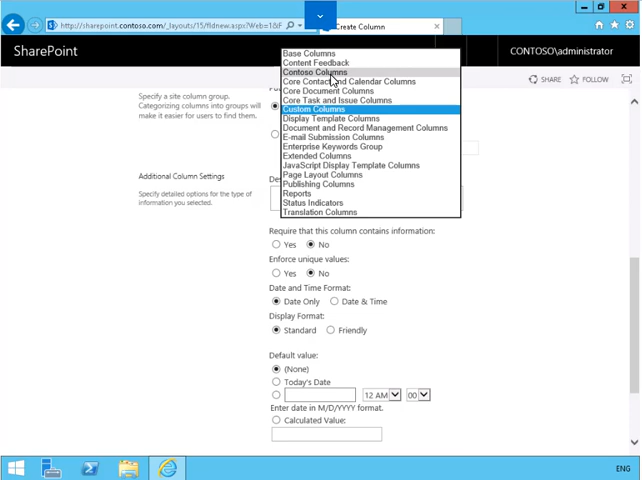 http://sharepoint.contoso.com/_layouts/15/fldnew.aspx?Web=1&F
Create Column
SharePoint
CONTOSO\administrator
SHARE
FOLLOW
Specify a site column group.
Categorizing columns into groups will
make it easier for users to find them.
Base Columns
Content Feedback
Contoso Columns
Core Contact and Calendar Columns
Core Document Columns
Core Task and Issue Columns
Custom Columns
Display Template Columns
Document and Record Management Columns
E-mail Submission Columns
Enterprise Keywords Group
Extended Columns
JavaScript Display Template Columns
Page Layout Columns
Publishing Columns
Reports
Status Indicators
Translation Columns
Additional Column Settings
Specify detailed options for the type of
information you selected.
Require that this column contains information:
Yes No
Enforce unique values:
Yes No
Date and Time Format:
Date Only Date & Time
Display Format:
Standard Friendly
Default value:
(None)
Today's Date
12 AM 00
Enter date in M/D/YYYY format.
Calculated Value:
ENG